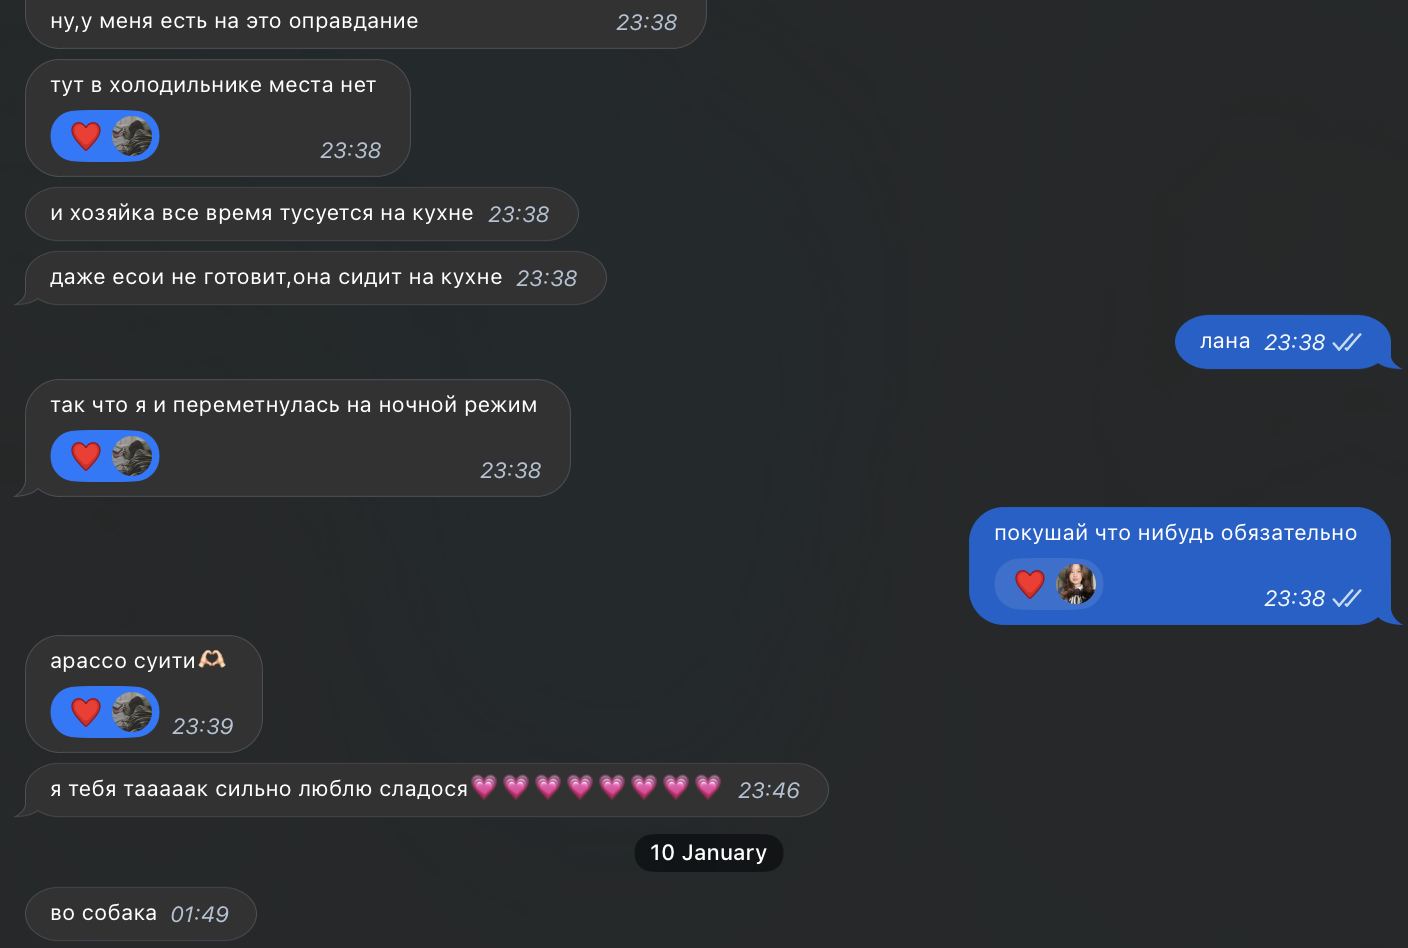 ну,у меня есть на это оправдание 23:38
тут в холодильнике места нет
❤️ 23:38
и хозяйка все время тусуется на кухне 23:38
даже есои не готовит,она сидит на кухне 23:38
лана 23:38
так что я и переметнулась на ночной режим
❤️ 23:38
покушай что нибудь обязательно
❤️ 23:38
арассо суити🫶🏻
❤️ 23:39
я тебя тааааак сильно люблю сладося💗💗💗💗💗💗💗💗 23:46
10 January
во собака 01:49